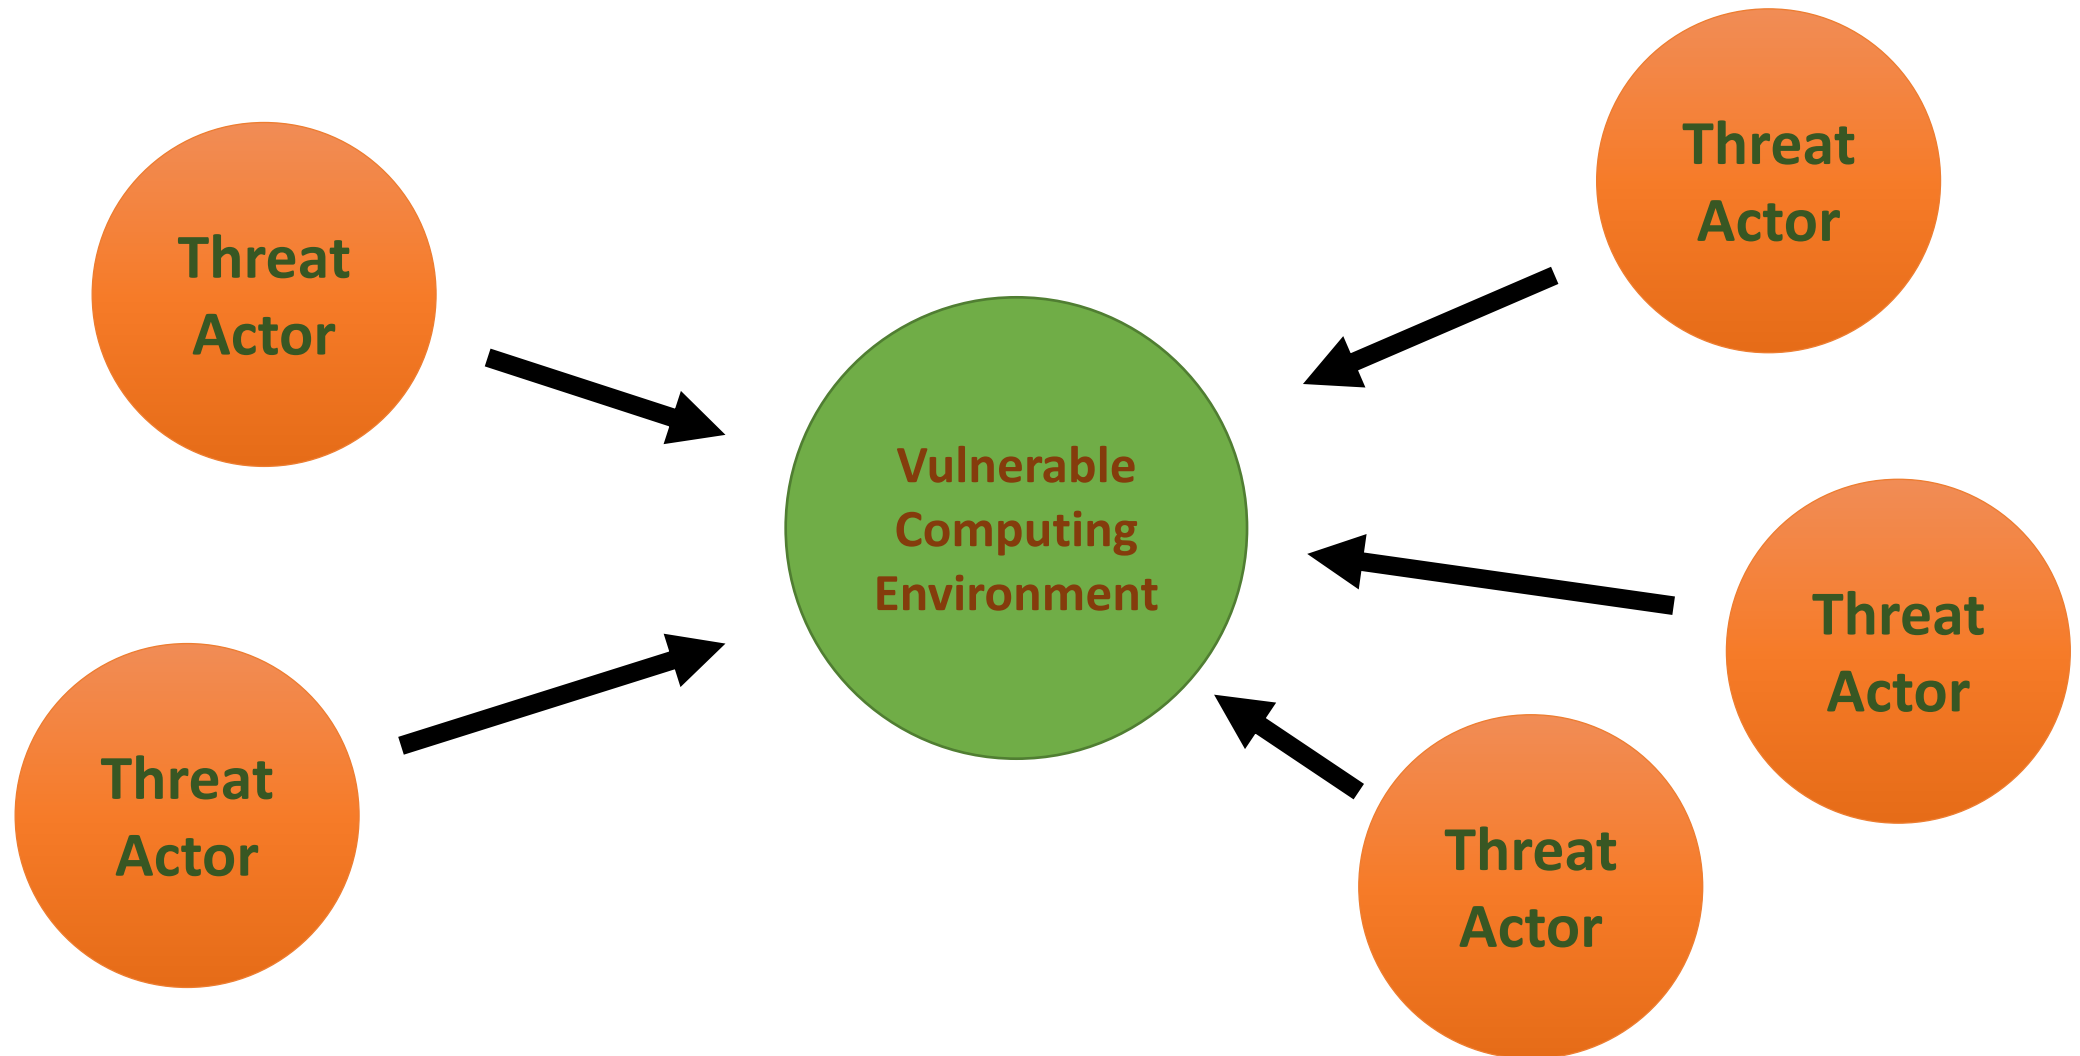 Threat
Actor
Threat
Actor
Vulnerable
Computing
Environment
Threat
Actor
Threat
Actor
Threat
Actor